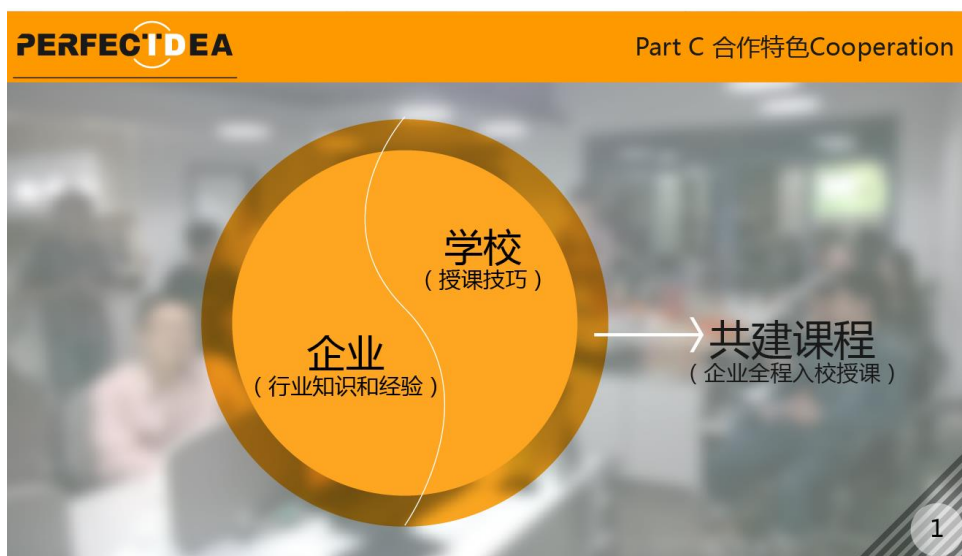 PERFECTDEA
Part C 合作特色Cooperation
学校
（授课技巧）
企业
（行业知识和经验）
共建课程
（企业全程入校授课）
1